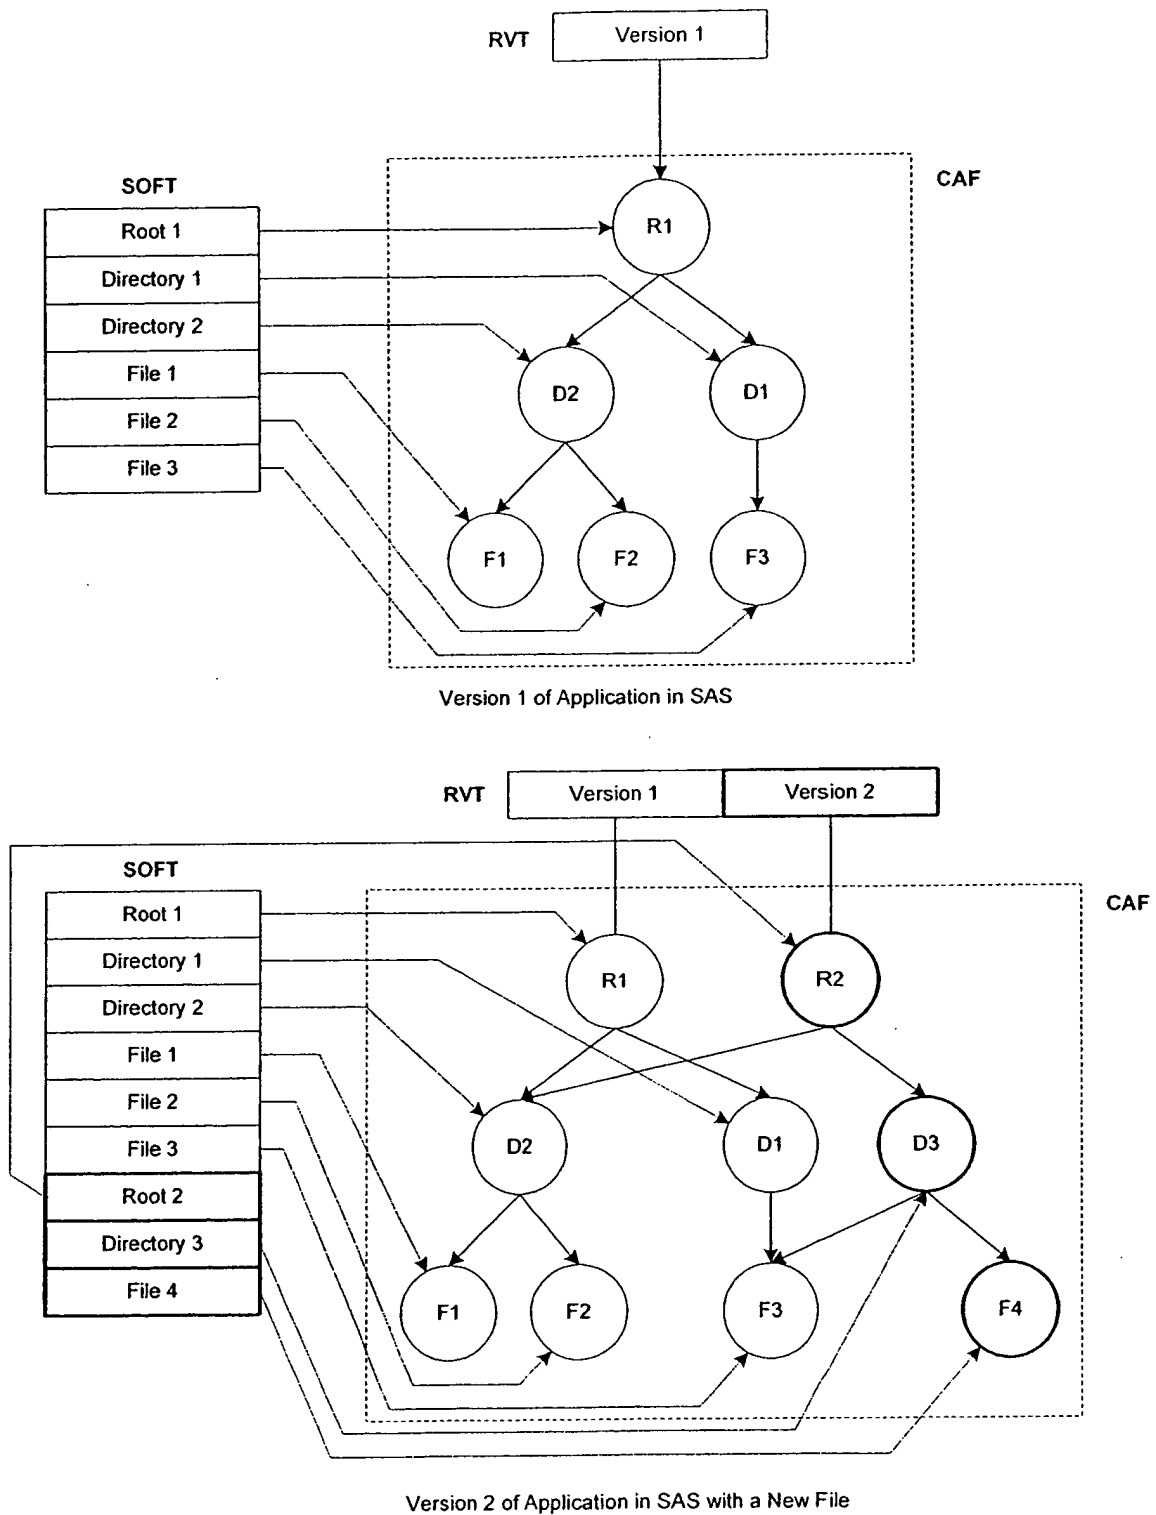 RVT
Version 1
CAF
SOFT
Root 1
Directory 1
Directory 2
File 1
File 2
File 3
R1
D2
D1
F1
F2
F3
Version 1 of Application in SAS
RVT
Version 1
Version 2
CAF
SOFT
Root 1
Directory 1
Directory 2
File 1
File 2
File 3
Root 2
Directory 3
File 4
R1
R2
D2
D1
D3
F1
F2
F3
F4
Version 2 of Application in SAS with a New File